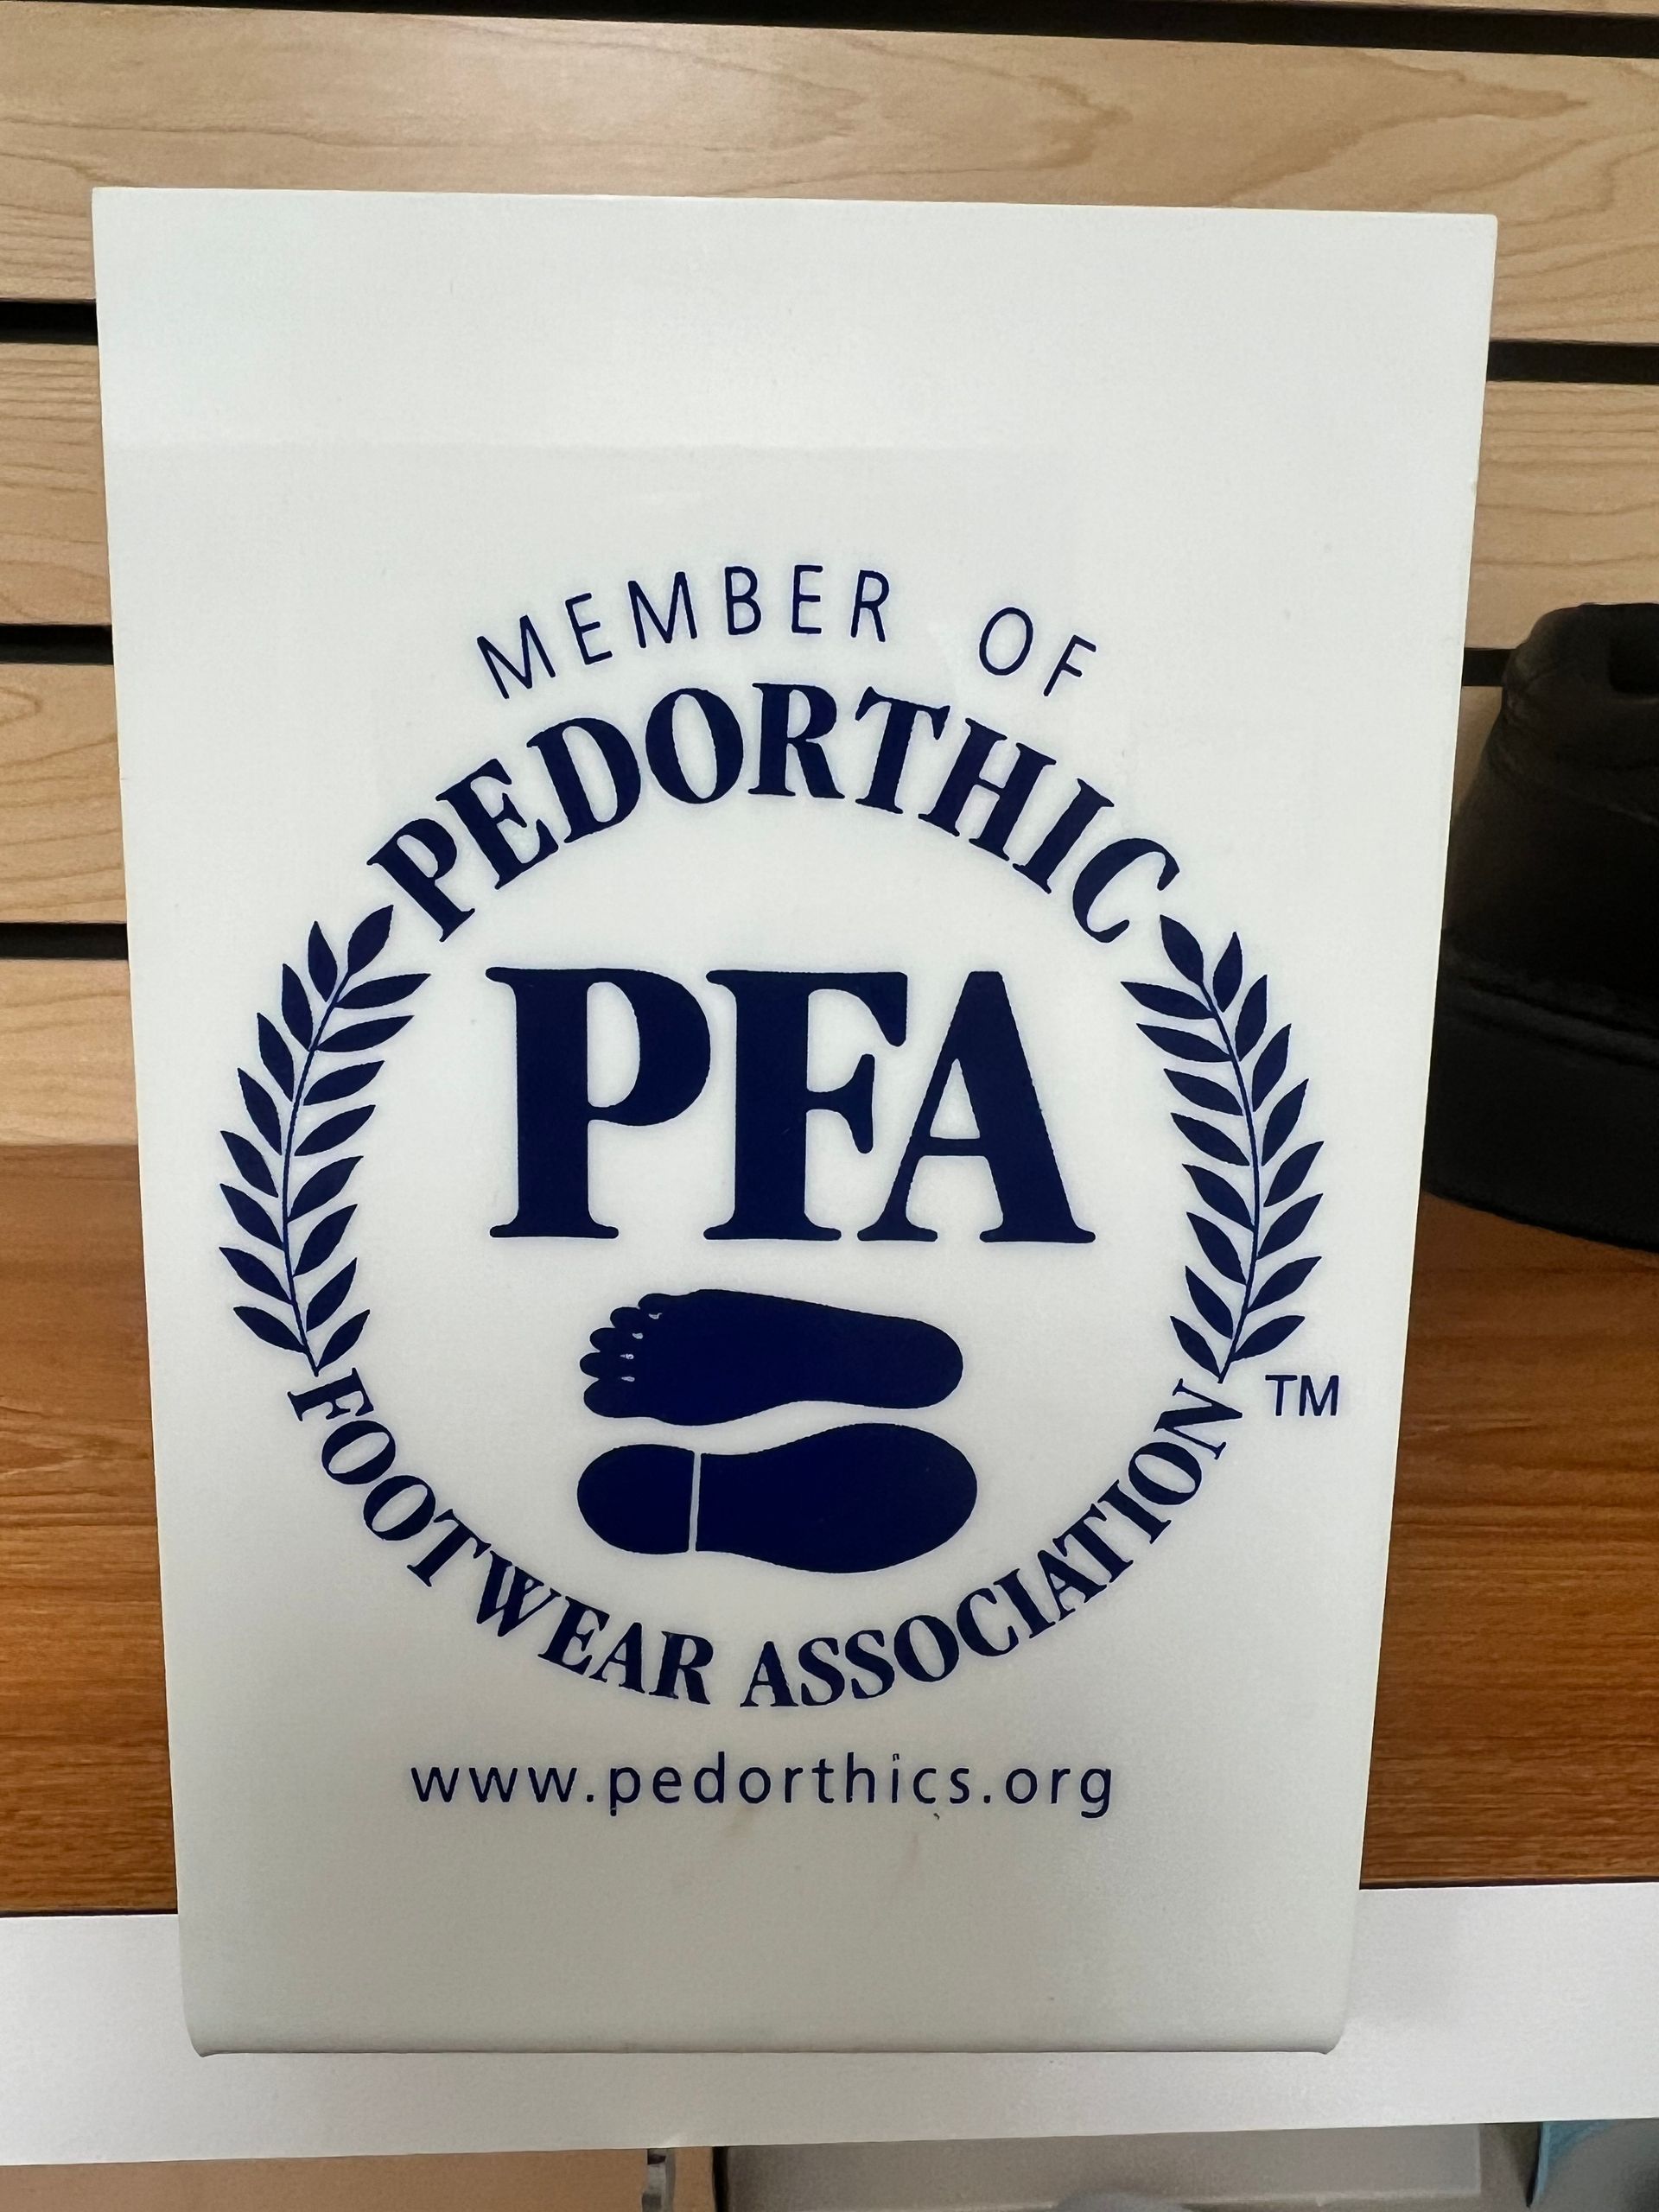 MEMBER OF
PEDORTHIC
PFA
FOOTWEAR ASSOCIATION
TM
www.pedorthics.org